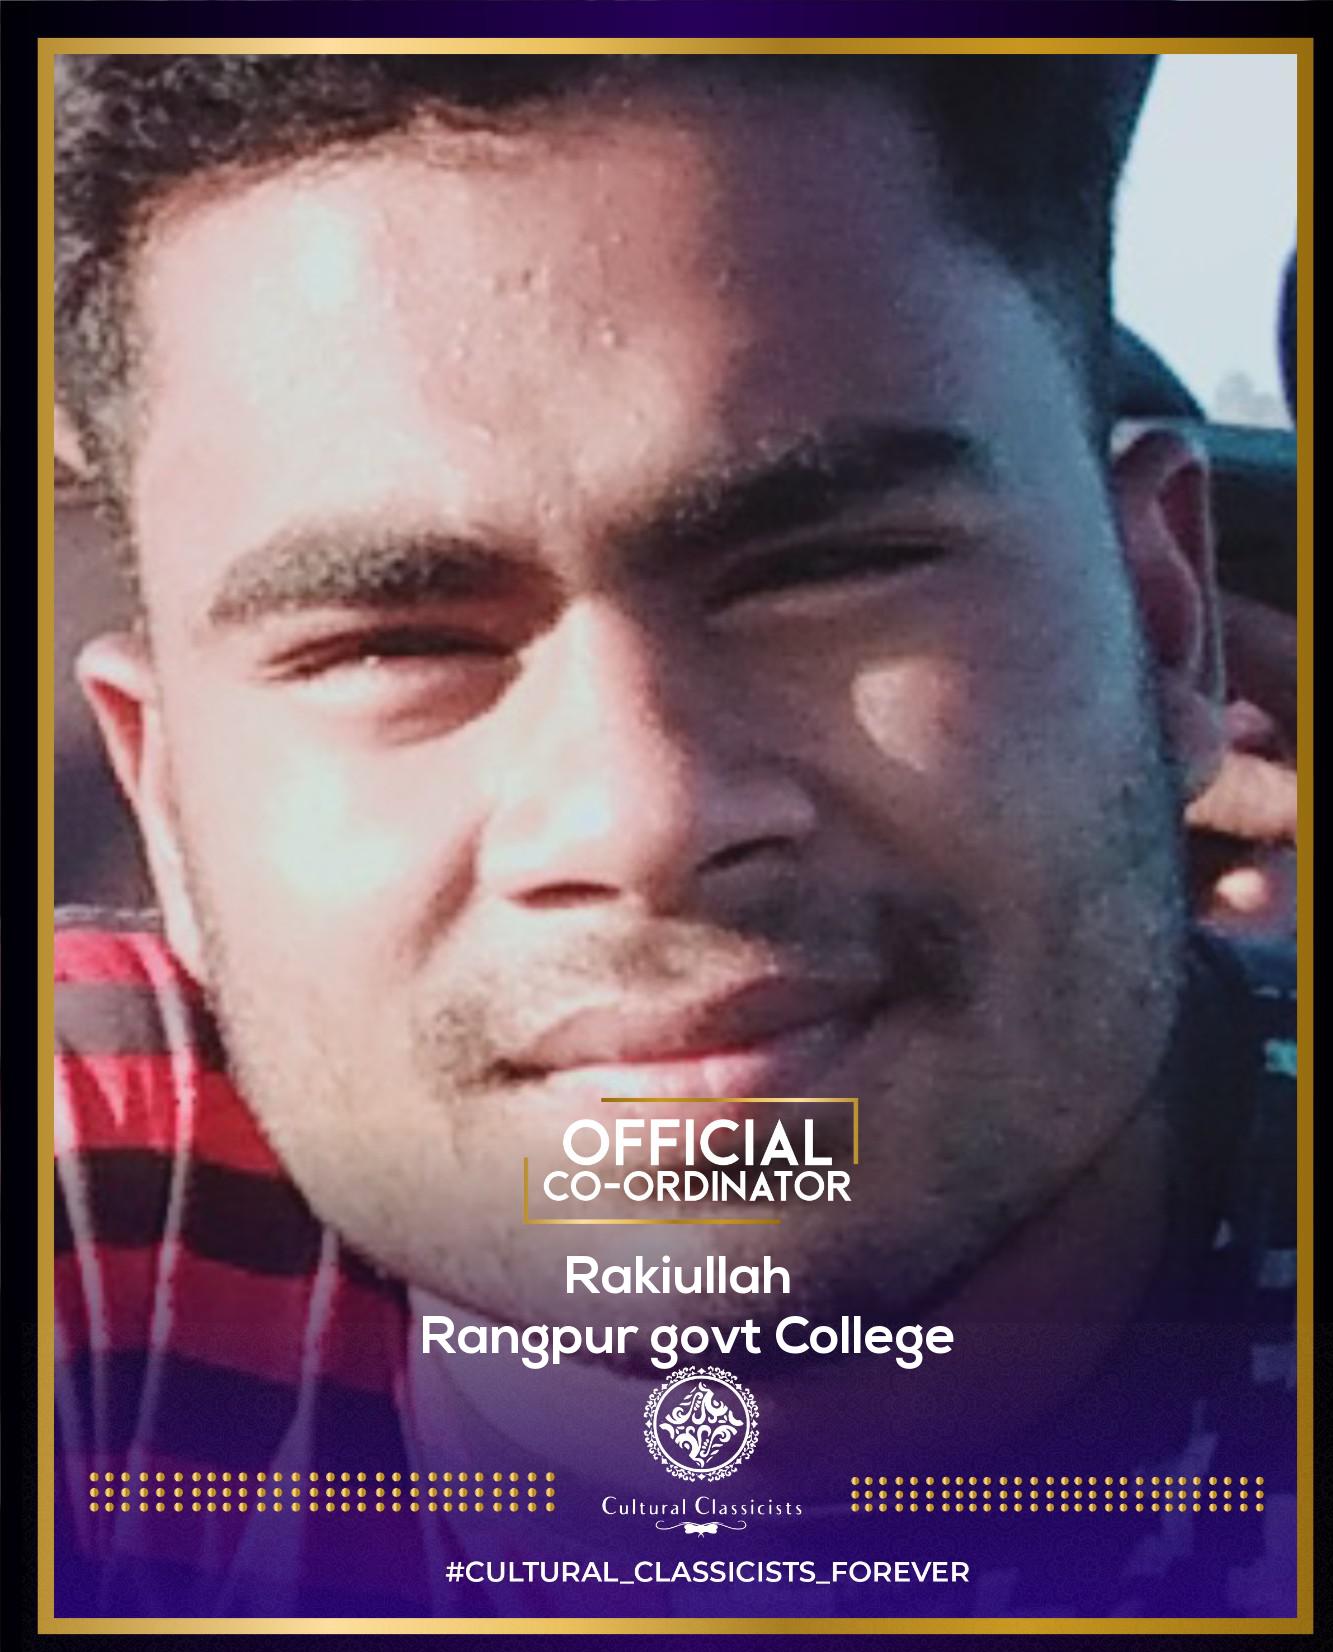 OFFICIAL
CO-ORDINATOR
Rakiullah
Rangpur govt College
Cultural Classicists
#CULTURAL_CLASSICISTS_FOREVER